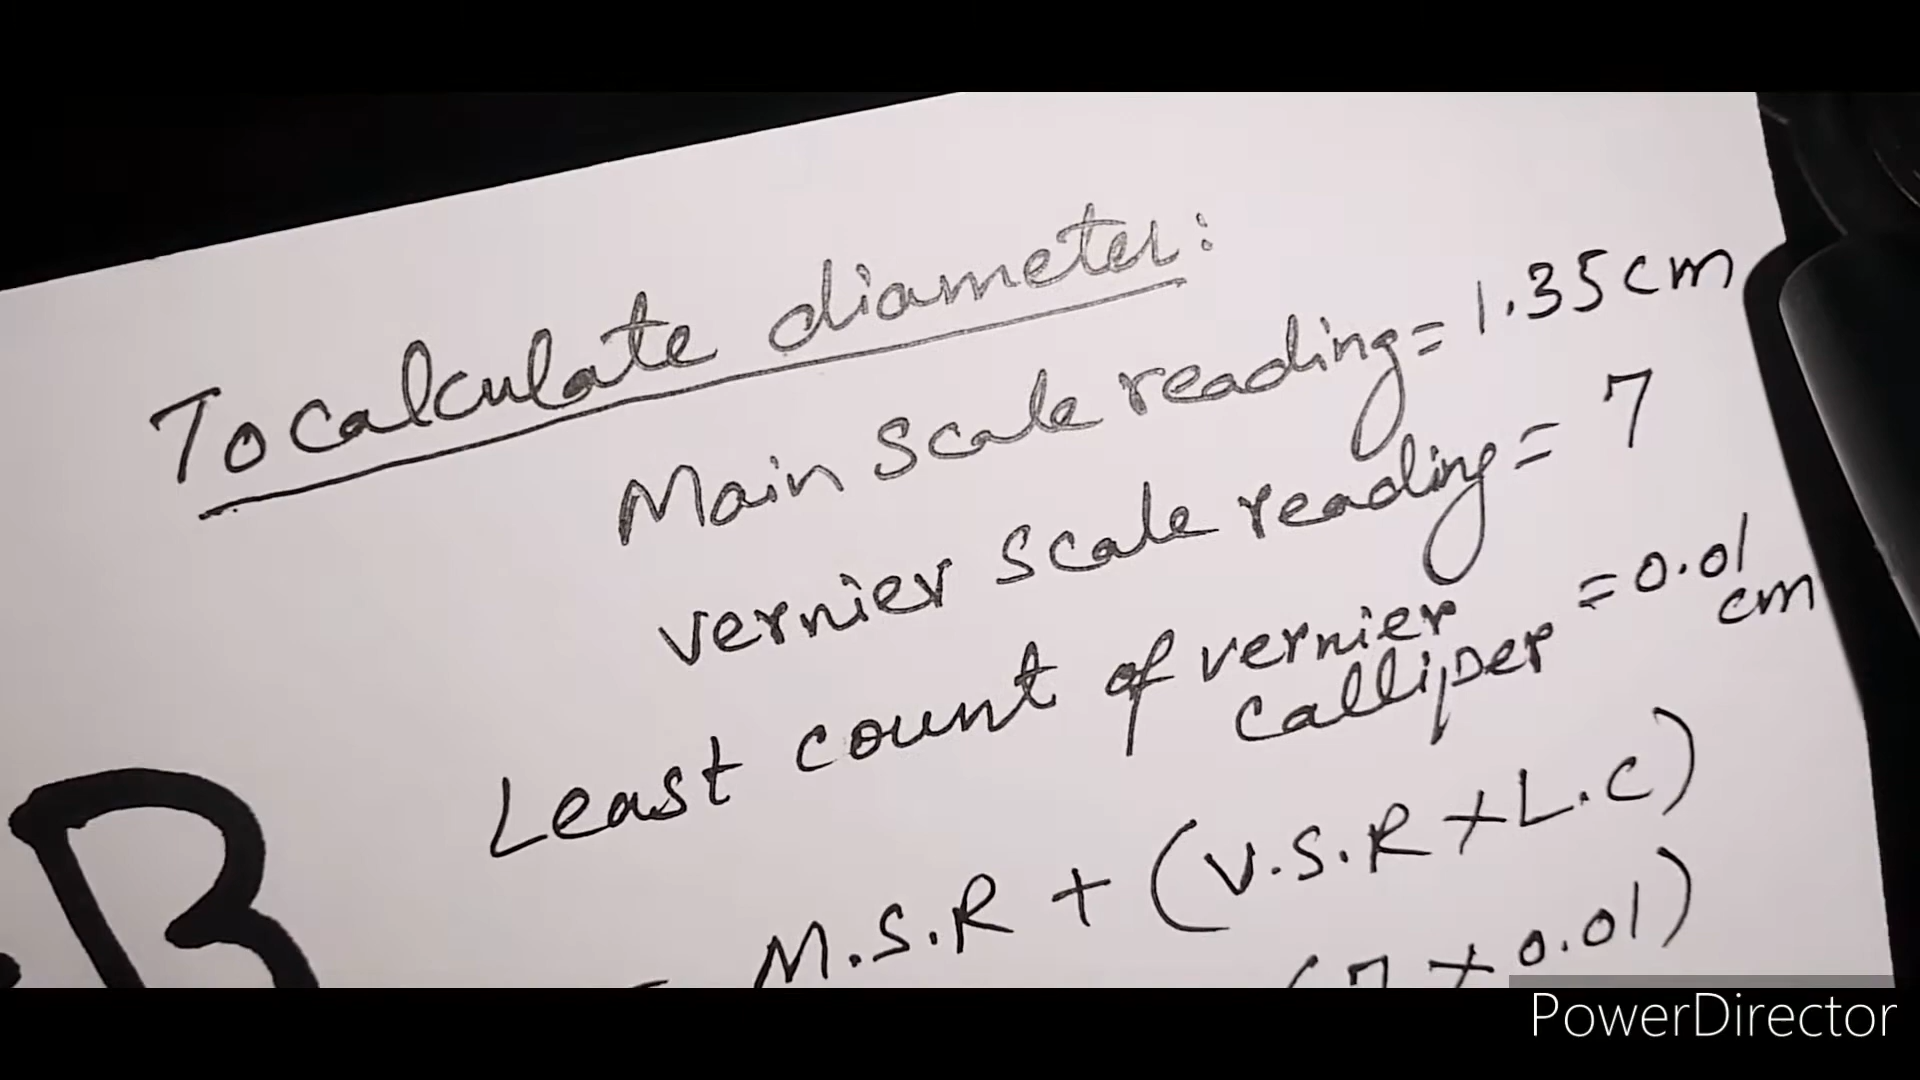 To calculate diameter:
Main scale reading = 1.35 cm
vernier scale reading = 7
Least count of vernier calliper = 0.01 cm
= M.S.R + (V.S.R × L.C)
(7 × 0.01)
B
PowerDirector